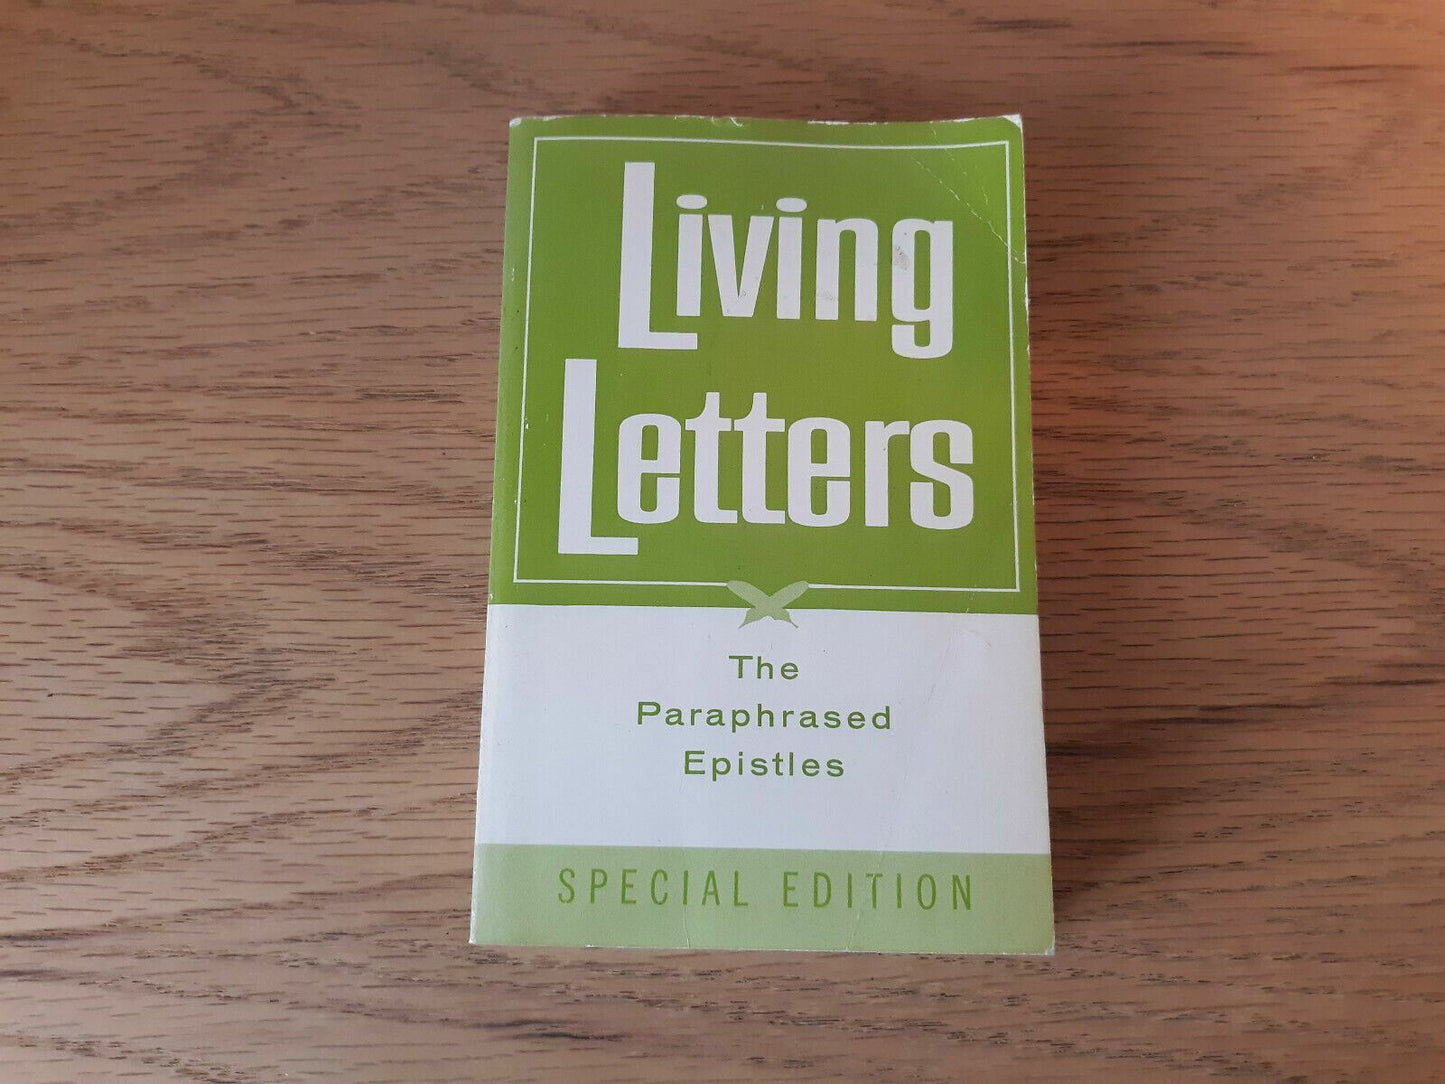 Living
Letters
The
Paraphrased
Epistles
SPECIAL EDITION